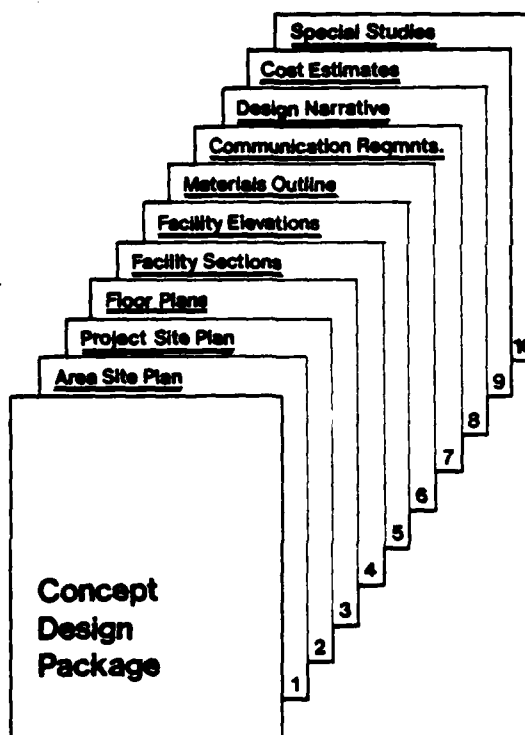 Special Studies
Cost Estimates
Design Narrative
Communication Reqmnts.
Materials Outline
Facility Elevations
Facility Sections
Floor Plans
Project Site Plan
Area Site Plan
Concept
Design
Package
1
2
3
4
5
6
7
8
9
10